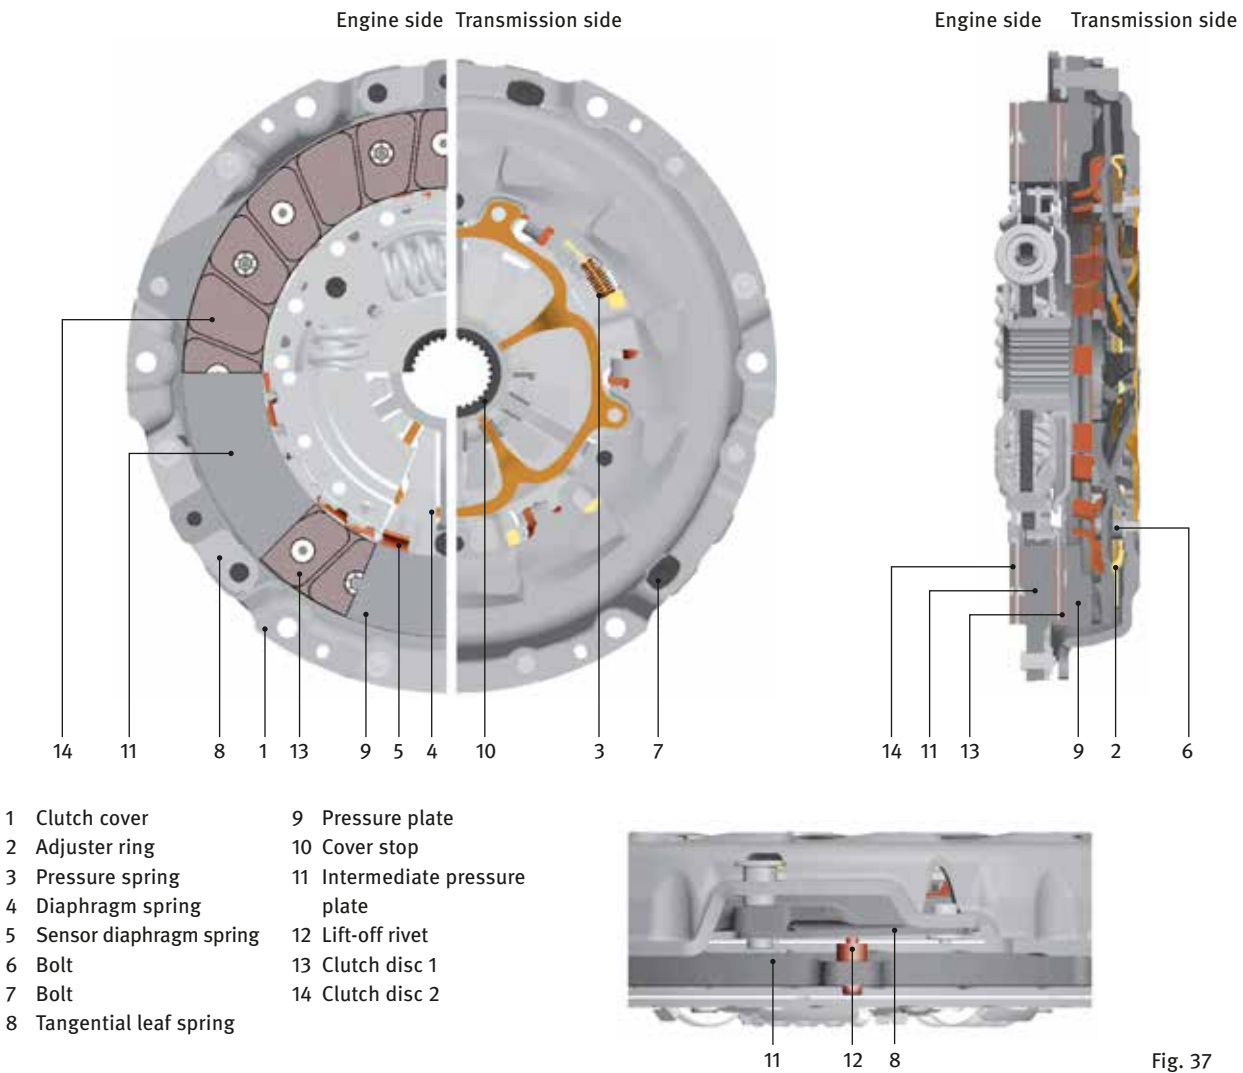 Engine side Transmission side
Engine side Transmission side
14 11 8 1 13 9 5 4 10 3 7
14 11 13 9 2 6
1 Clutch cover
2 Adjuster ring
3 Pressure spring
4 Diaphragm spring
5 Sensor diaphragm spring
6 Bolt
7 Bolt
8 Tangential leaf spring
9 Pressure plate
10 Cover stop
11 Intermediate pressure
plate
12 Lift-off rivet
13 Clutch disc 1
14 Clutch disc 2
11 12 8
Fig. 37